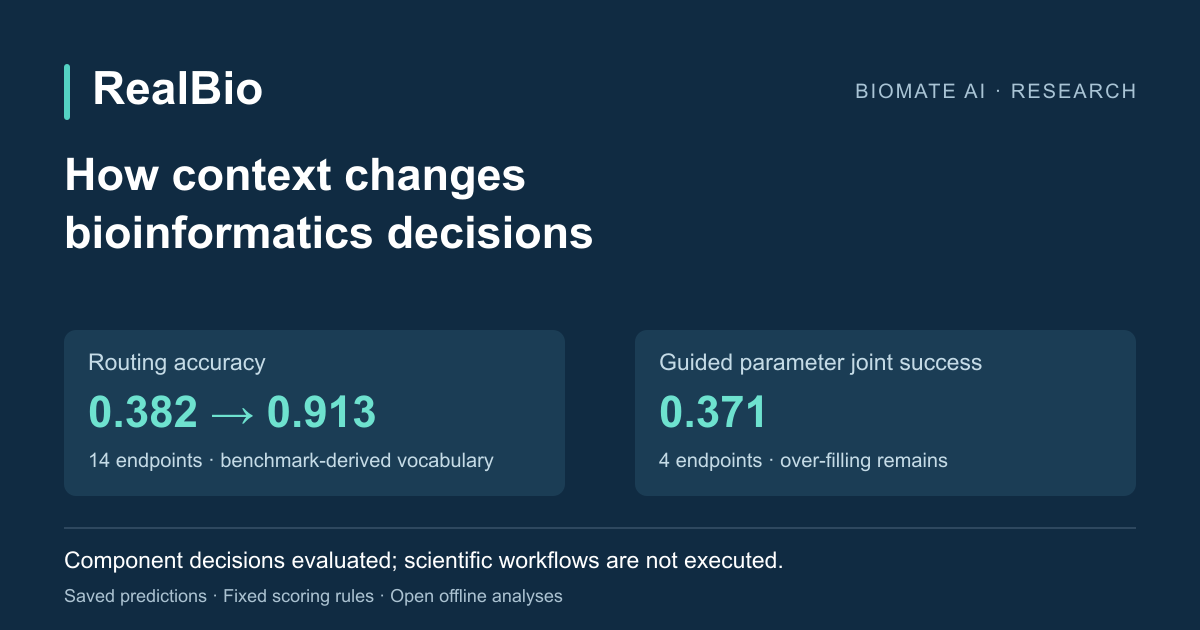 RealBio
BIOMATE AI · RESEARCH
How context changes
bioinformatics decisions
Routing accuracy
0.382 → 0.913
14 endpoints · benchmark-derived vocabulary
Guided parameter joint success
0.371
4 endpoints · over-filling remains
Component decisions evaluated; scientific workflows are not executed.
Saved predictions · Fixed scoring rules · Open offline analyses